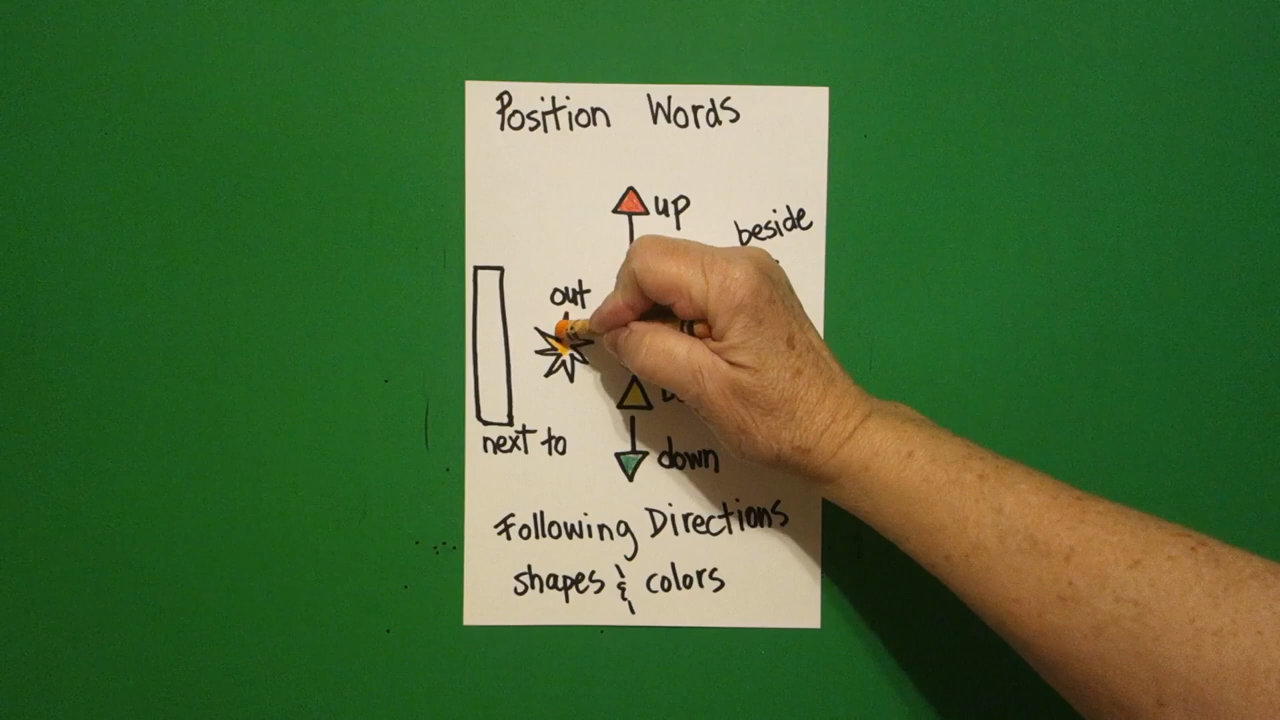 Position Words
up
beside
out
next to
down
Following Directions
shapes & colors